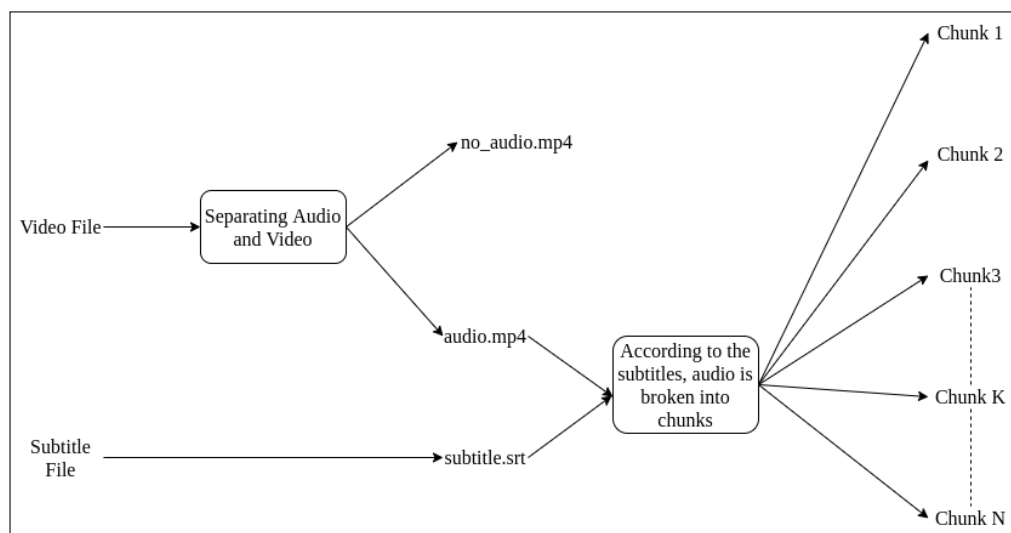 Chunk 1
no_audio.mp4
Chunk 2
Separating Audio
and Video
Video File
Chunk3
audio.mp4
According to the
subtitles, audio is
broken into
chunks
Chunk K
Subtitle
File
subtitle.srt
Chunk N